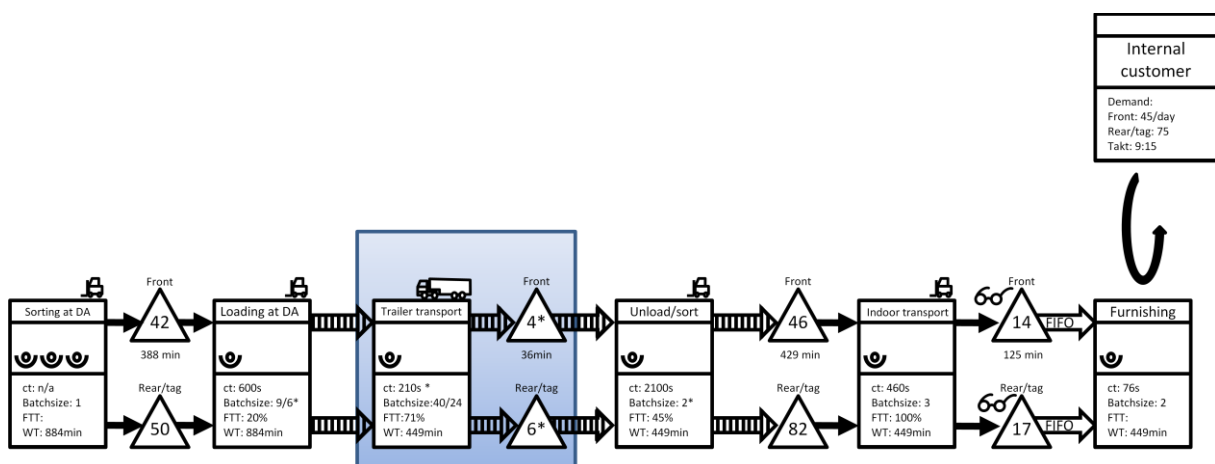 Internal
customer
Demand:
Front: 45/day
Rear/tag: 75
Takt: 9:15
Sorting at DA
ct: n/a
Batchsize: 1
FTT:
WT: 884min
Front
42
388 min
Rear/tag
50
Loading at DA
ct: 600s
Batchsize: 9/6*
FTT: 20%
WT: 884min
Trailer transport
ct: 210s *
Batchsize:40/24
FTT:71%
WT: 449min
Front
4*
36min
Rear/tag
6*
Unload/sort
ct: 2100s
Batchsize: 2*
FTT: 45%
WT: 449min
Front
46
429 min
Rear/tag
82
Indoor transport
ct: 460s
Batchsize: 3
FTT: 100%
WT: 449min
Front
14
FIFO
125 min
Rear/tag
17
FIFO
Furnishing
ct: 76s
Batchsize: 2
FTT:
WT: 449min